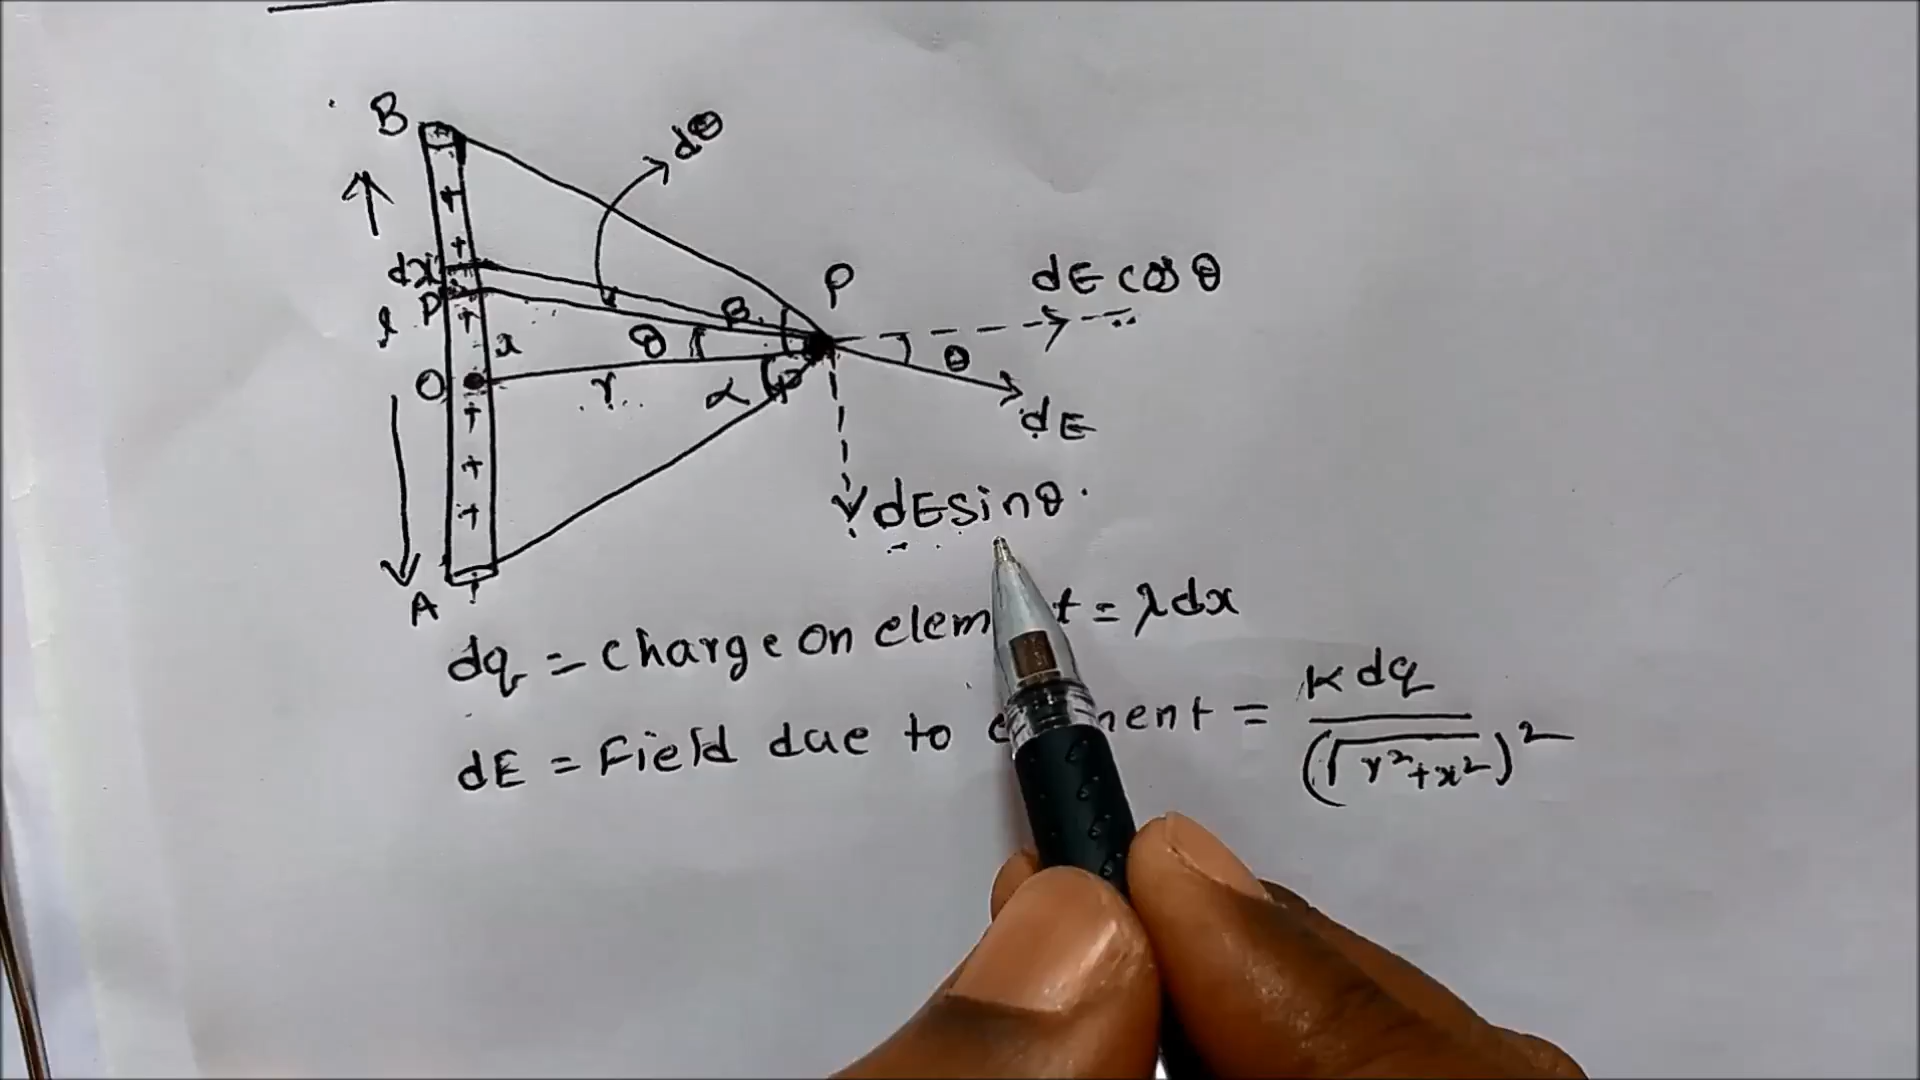 B
dθ
dx
P
l
x
O
r
θ
β
α
P
dE cosθ
θ
dE
dE sinθ
A
dq = charge on elem t = λdx
dE = Field due to e ment = K dq / (√r²+x²)²